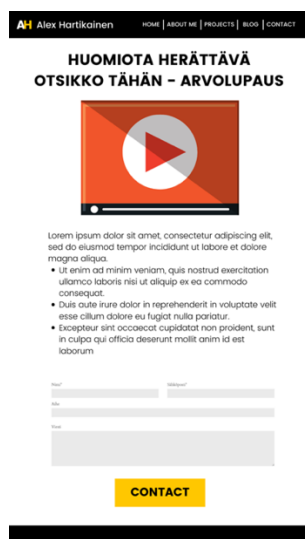 AH Alex Hartikainen HOME | ABOUT ME | PROJECTS | BLOG | CONTACT
HUOMIOTA HERÄTTÄVÄ
OTSIKKO TÄHÄN - ARVOLUPAUS
Lorem ipsum dolor sit amet, consectetur adipiscing elit,
sed do eiusmod tempor incididunt ut labore et dolore
magna aliqua.
• Ut enim ad minim veniam, quis nostrud exercitation
ullamco laboris nisi ut aliquip ex ea commodo
consequat.
• Duis aute irure dolor in reprehenderit in voluptate velit
esse cillum dolore eu fugiat nulla pariatur.
• Excepteur sint occaecat cupidatat non proident, sunt
in culpa qui officia deserunt mollit anim id est
laborum
CONTACT